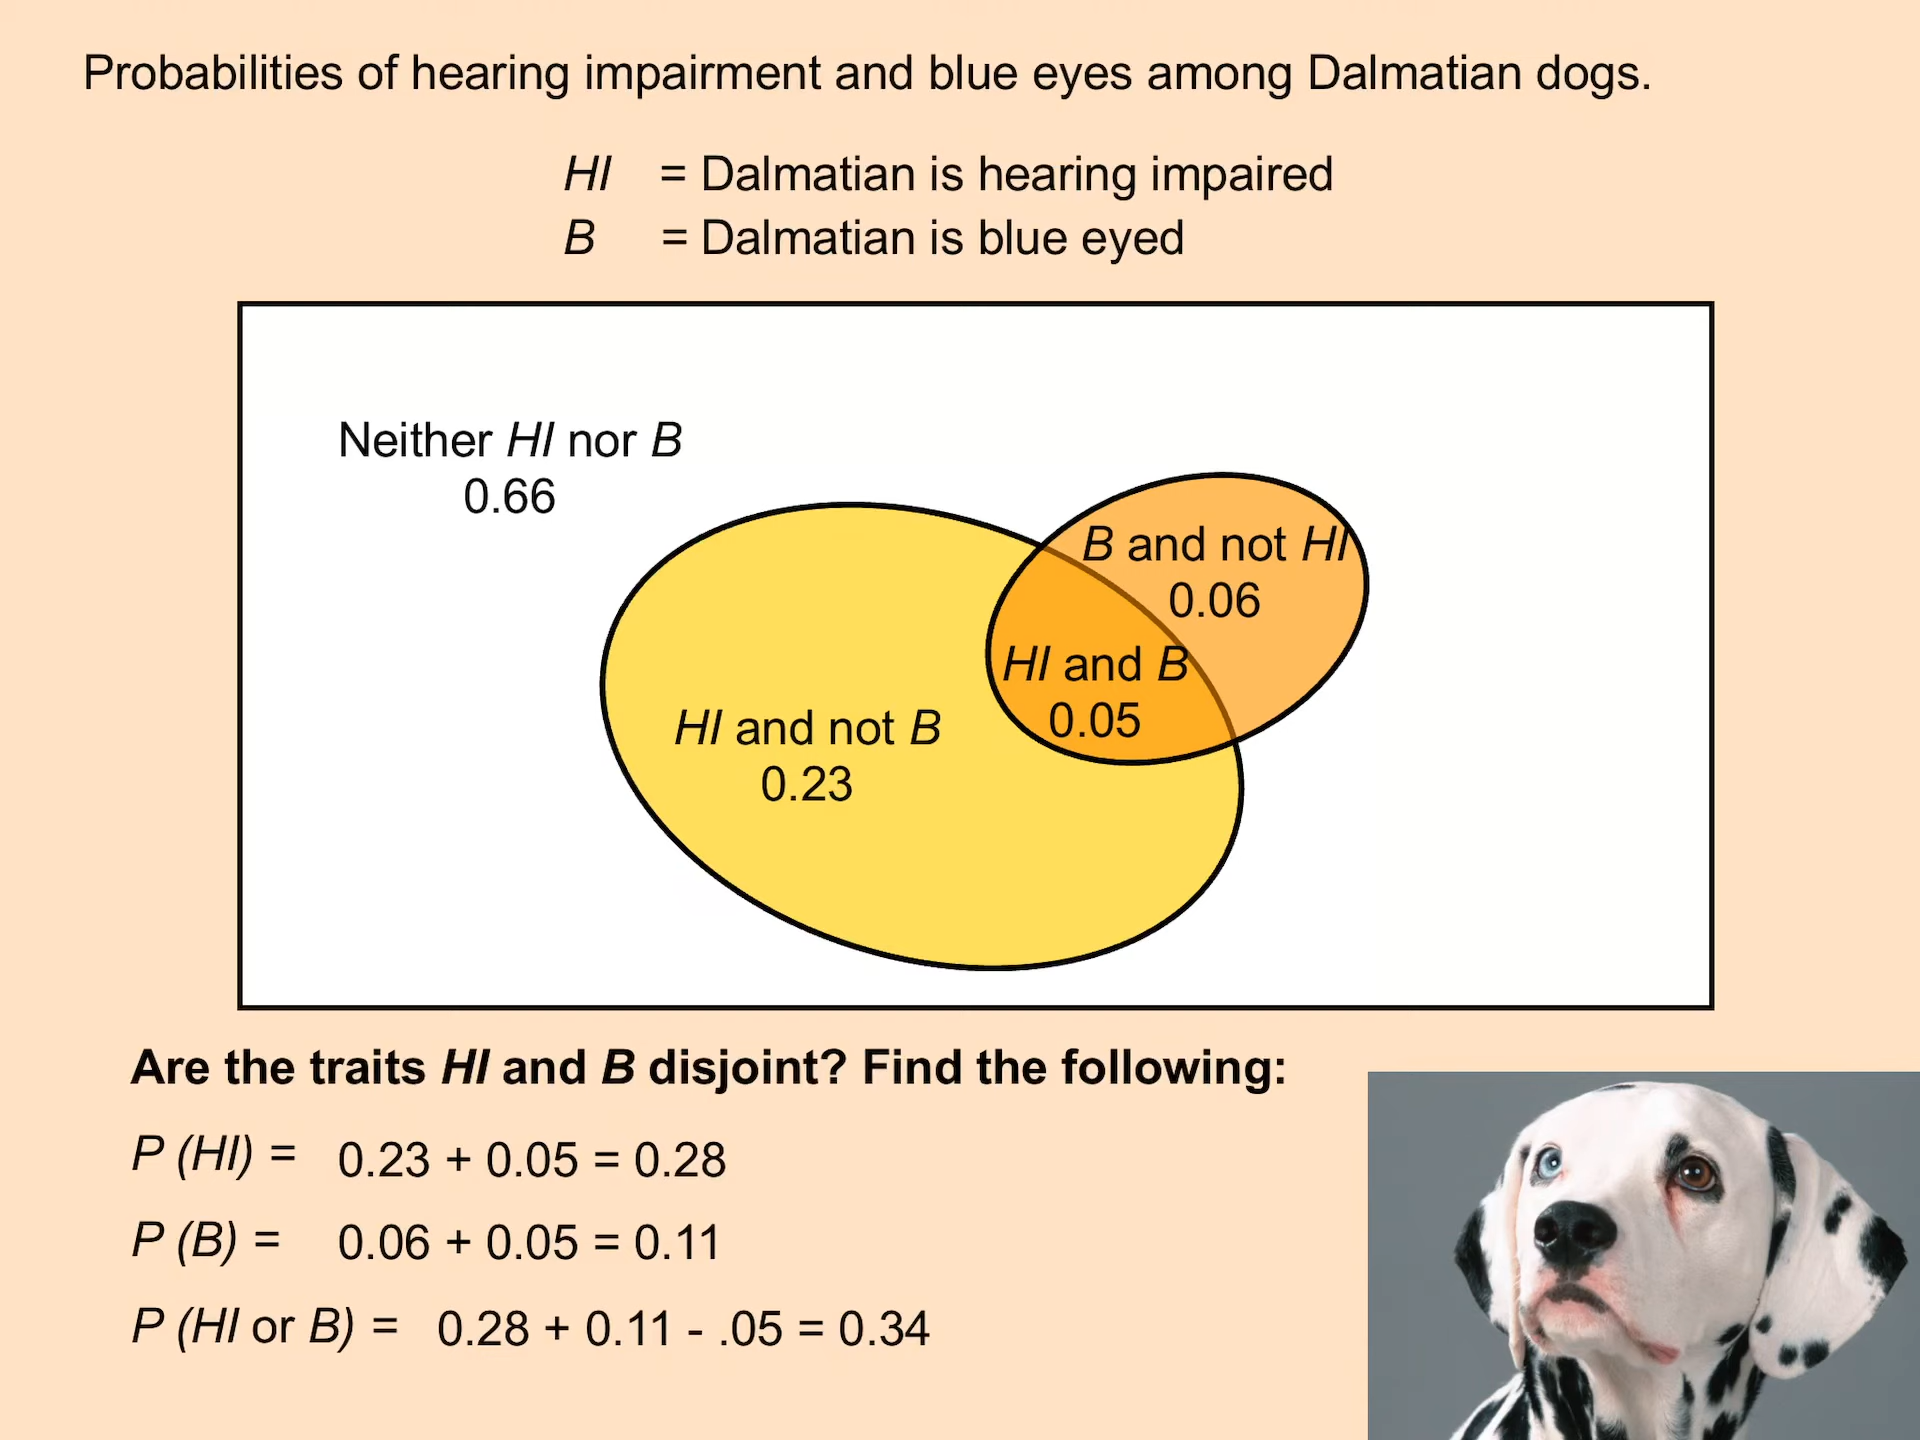 Probabilities of hearing impairment and blue eyes among Dalmatian dogs.
HI = Dalmatian is hearing impaired
B = Dalmatian is blue eyed
Neither HI nor B
0.66
B and not HI
0.06
HI and B
0.05
HI and not B
0.23
Are the traits HI and B disjoint? Find the following:
P (HI) = 0.23 + 0.05 = 0.28
P (B) = 0.06 + 0.05 = 0.11
P (HI or B) = 0.28 + 0.11 - .05 = 0.34